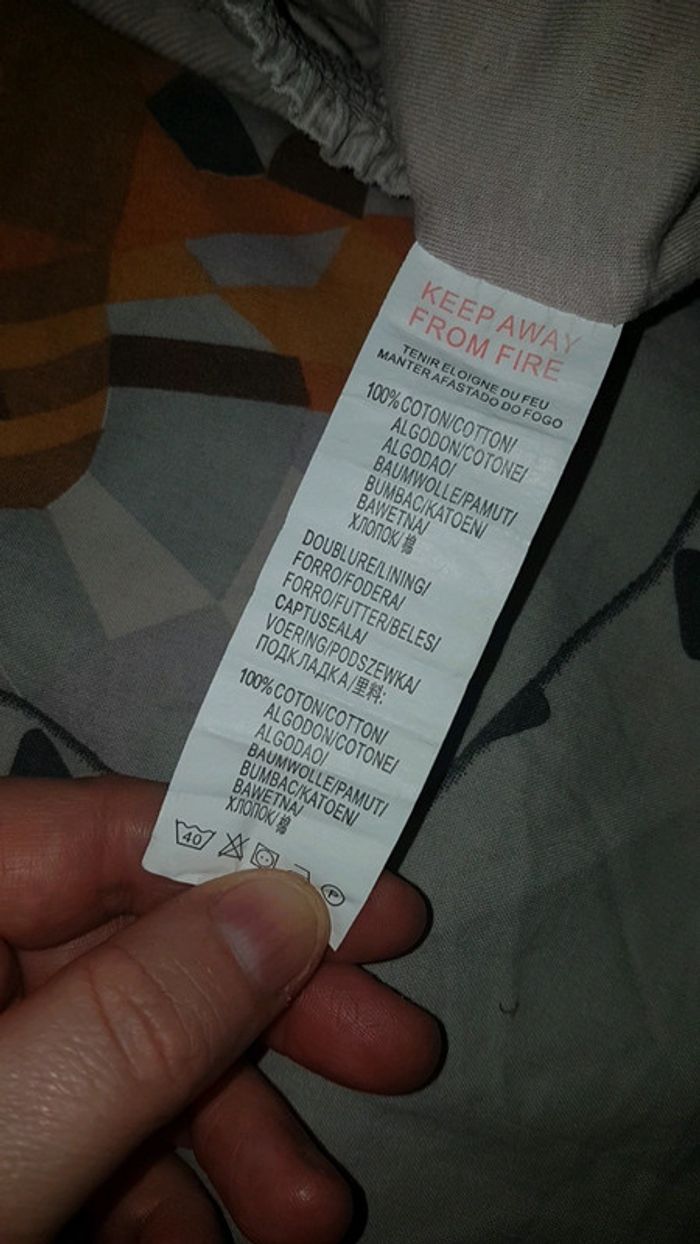 KEEP AWAY
FROM FIRE
TENIR ELOIGNE DU FEU
MANTER AFASTADO DO FOGO
100% COTON/COTTON/
ALGODON/COTONE/
ALGODAO/
BAUMWOLLE/PAMUT/
BUMBAC/KATOEN/
BAWETNA/
ХЛОПОК/棉
DOUBLURE/LINING/
FORRO/FODERA/
FORRO/FUTTER/BELES/
CAPTUSEALA/
VOERING/PODSZEWKA/
ПОДКЛАДКА/里料:
100% COTON/COTTON/
ALGODON/COTONE/
ALGODAO/
BAUMWOLLE/PAMUT/
BUMBAC/KATOEN/
BAWETNA/
ХЛОПОК/棉
40 P